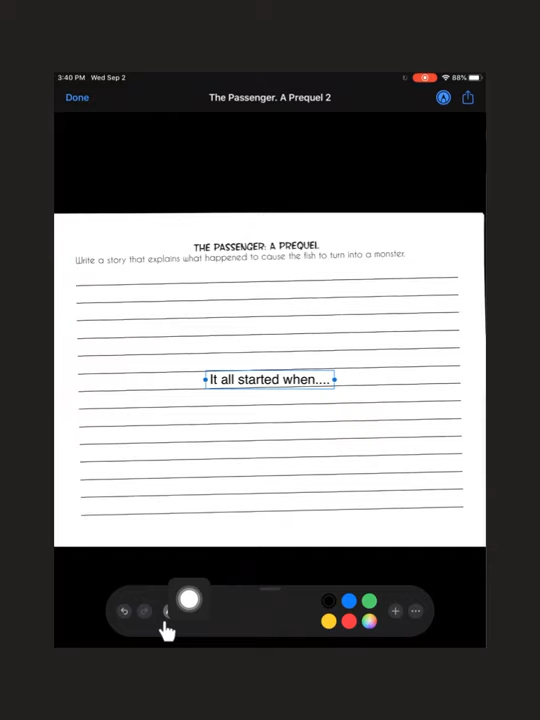 3:40 PM Wed Sep 2 88%
Done The Passenger. A Prequel 2
THE PASSENGER: A PREQUEL
Write a story that explains what happened to cause the fish to turn into a monster.
It all started when....